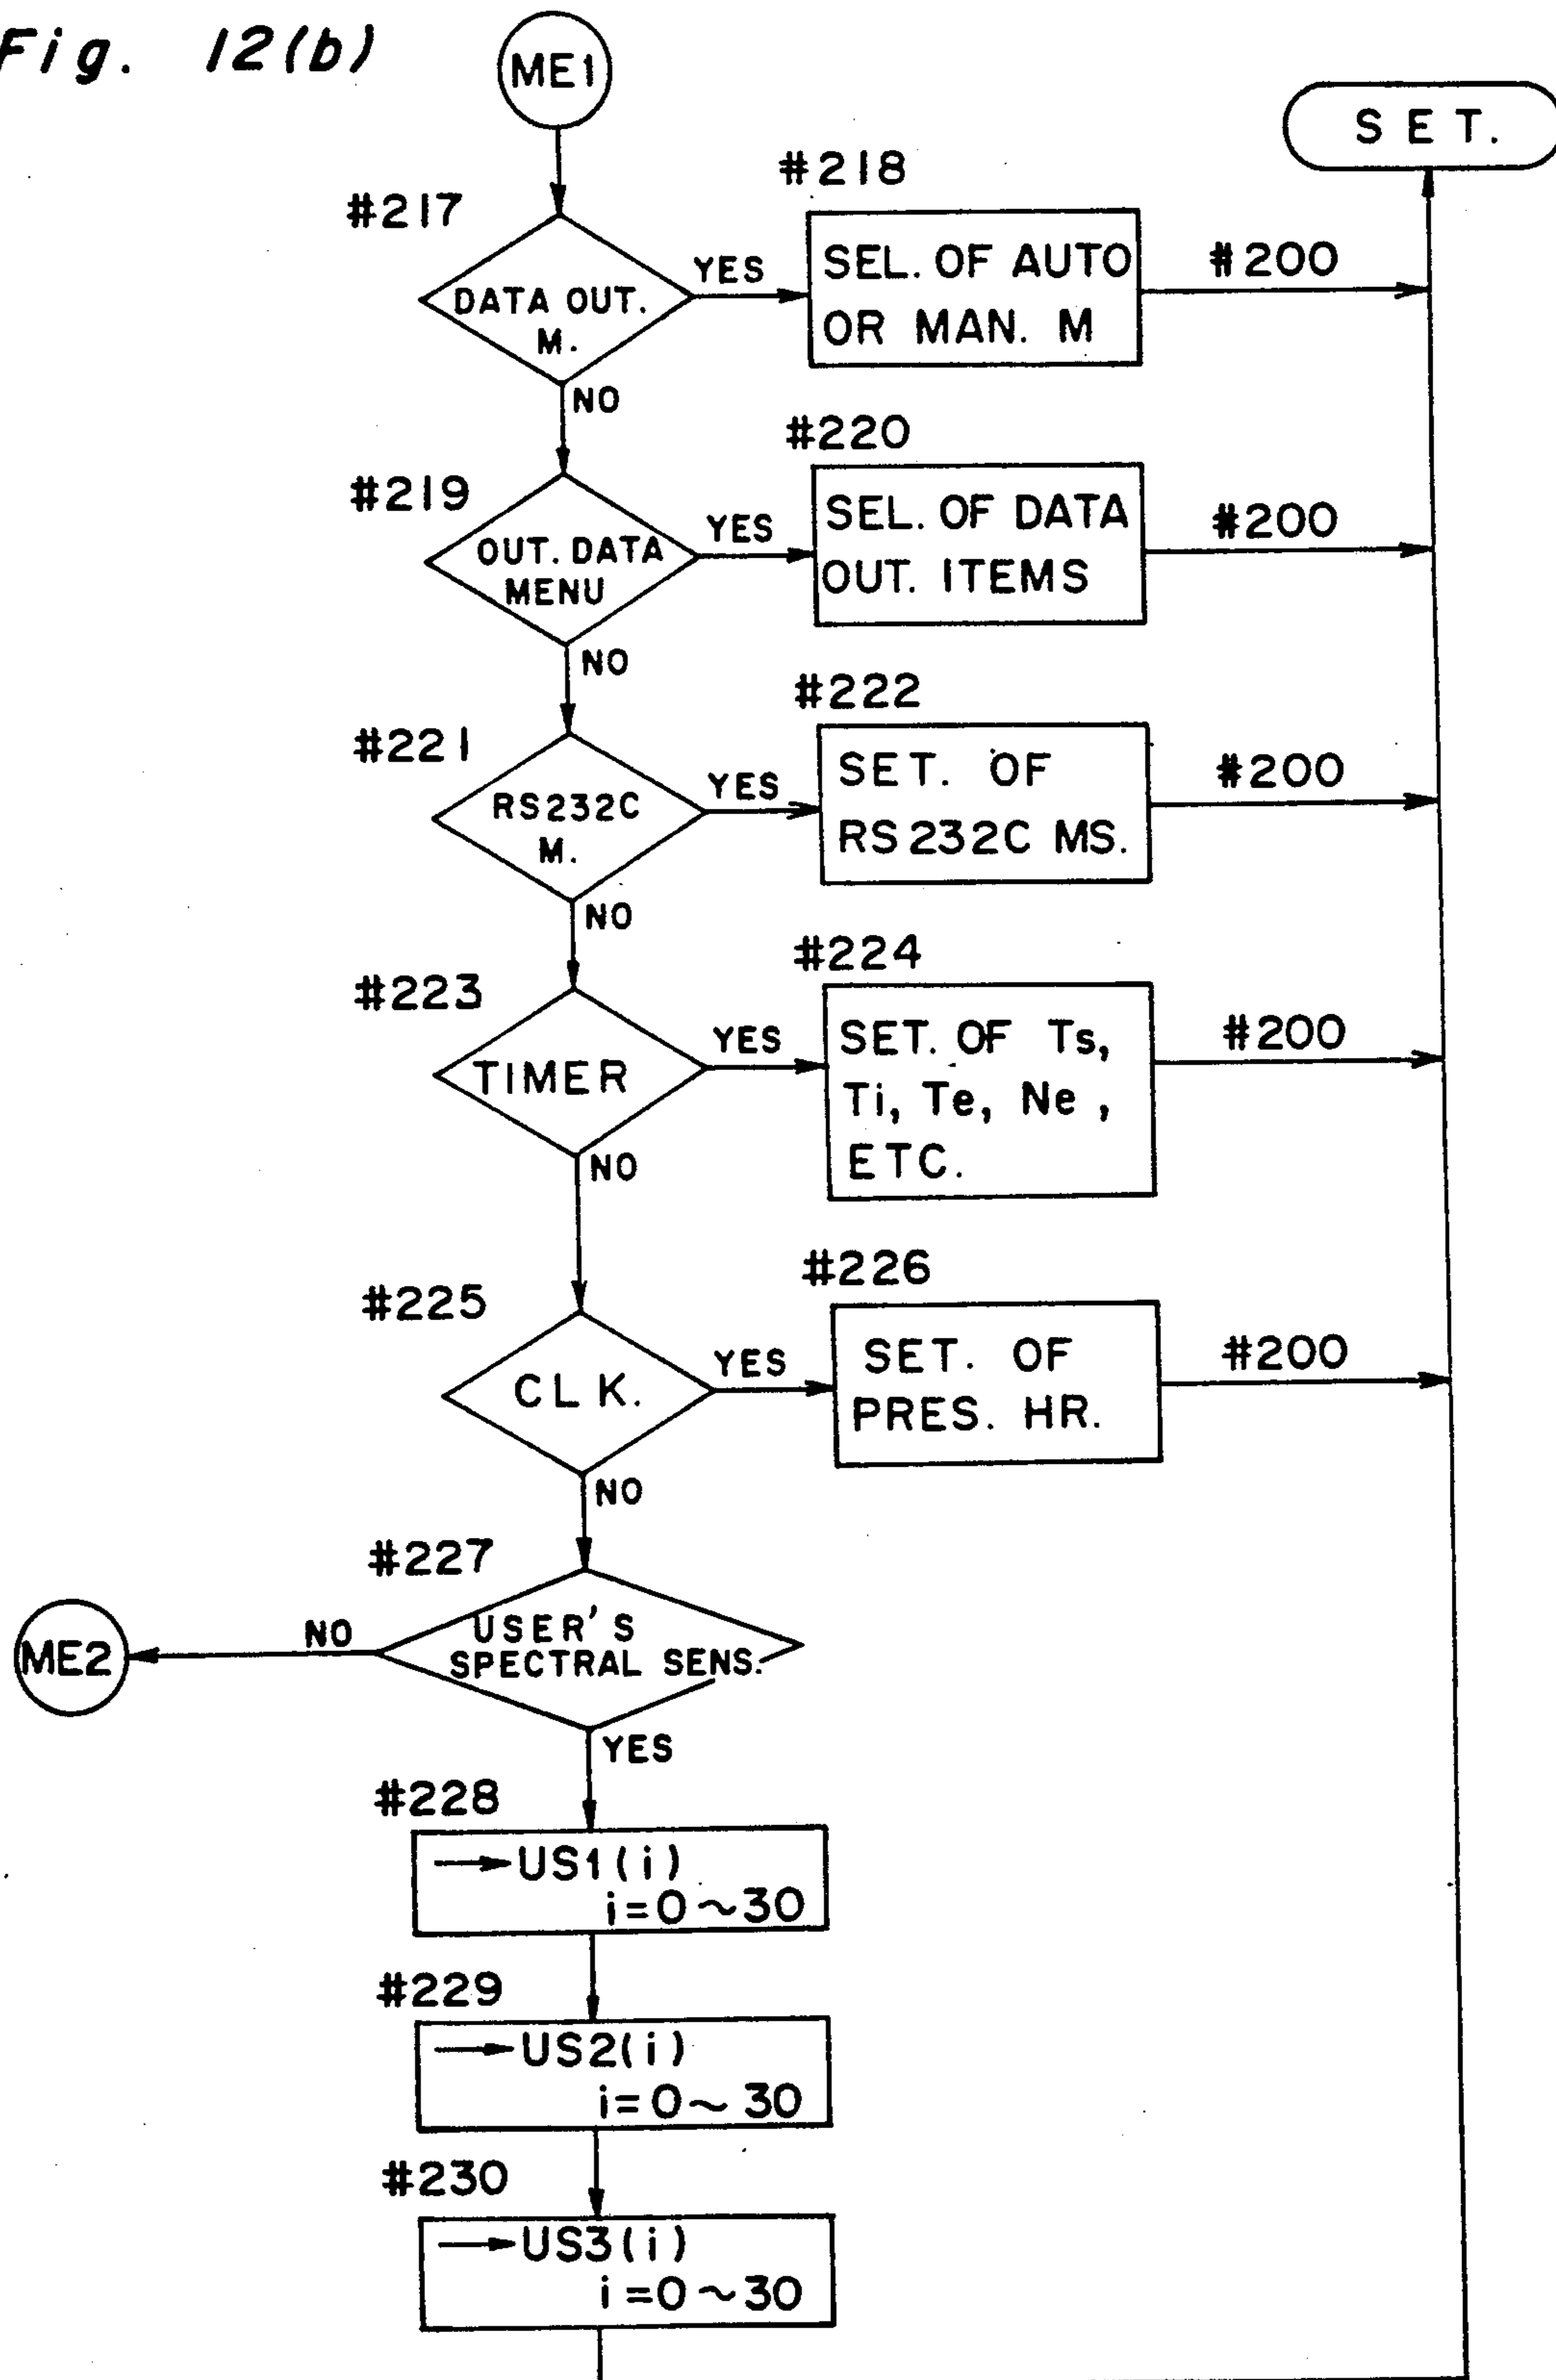 Fig. 12(b)
ME1
SET.
#217
DATA OUT.
M.
YES
#218
SEL. OF AUTO
OR MAN. M
#200
NO
#219
OUT. DATA
MENU
YES
#220
SEL. OF DATA
OUT. ITEMS
#200
NO
#221
RS232C
M.
YES
#222
SET. OF
RS232C MS.
#200
NO
#223
TIMER
YES
#224
SET. OF Ts,
Ti, Te, Ne,
ETC.
#200
NO
#225
CLK.
YES
#226
SET. OF
PRES. HR.
#200
NO
#227
USER'S
SPECTRAL SENS.
NO
ME2
YES
#228
→US1(i)
i=0~30
#229
→US2(i)
i=0~30
#230
→US3(i)
i=0~30